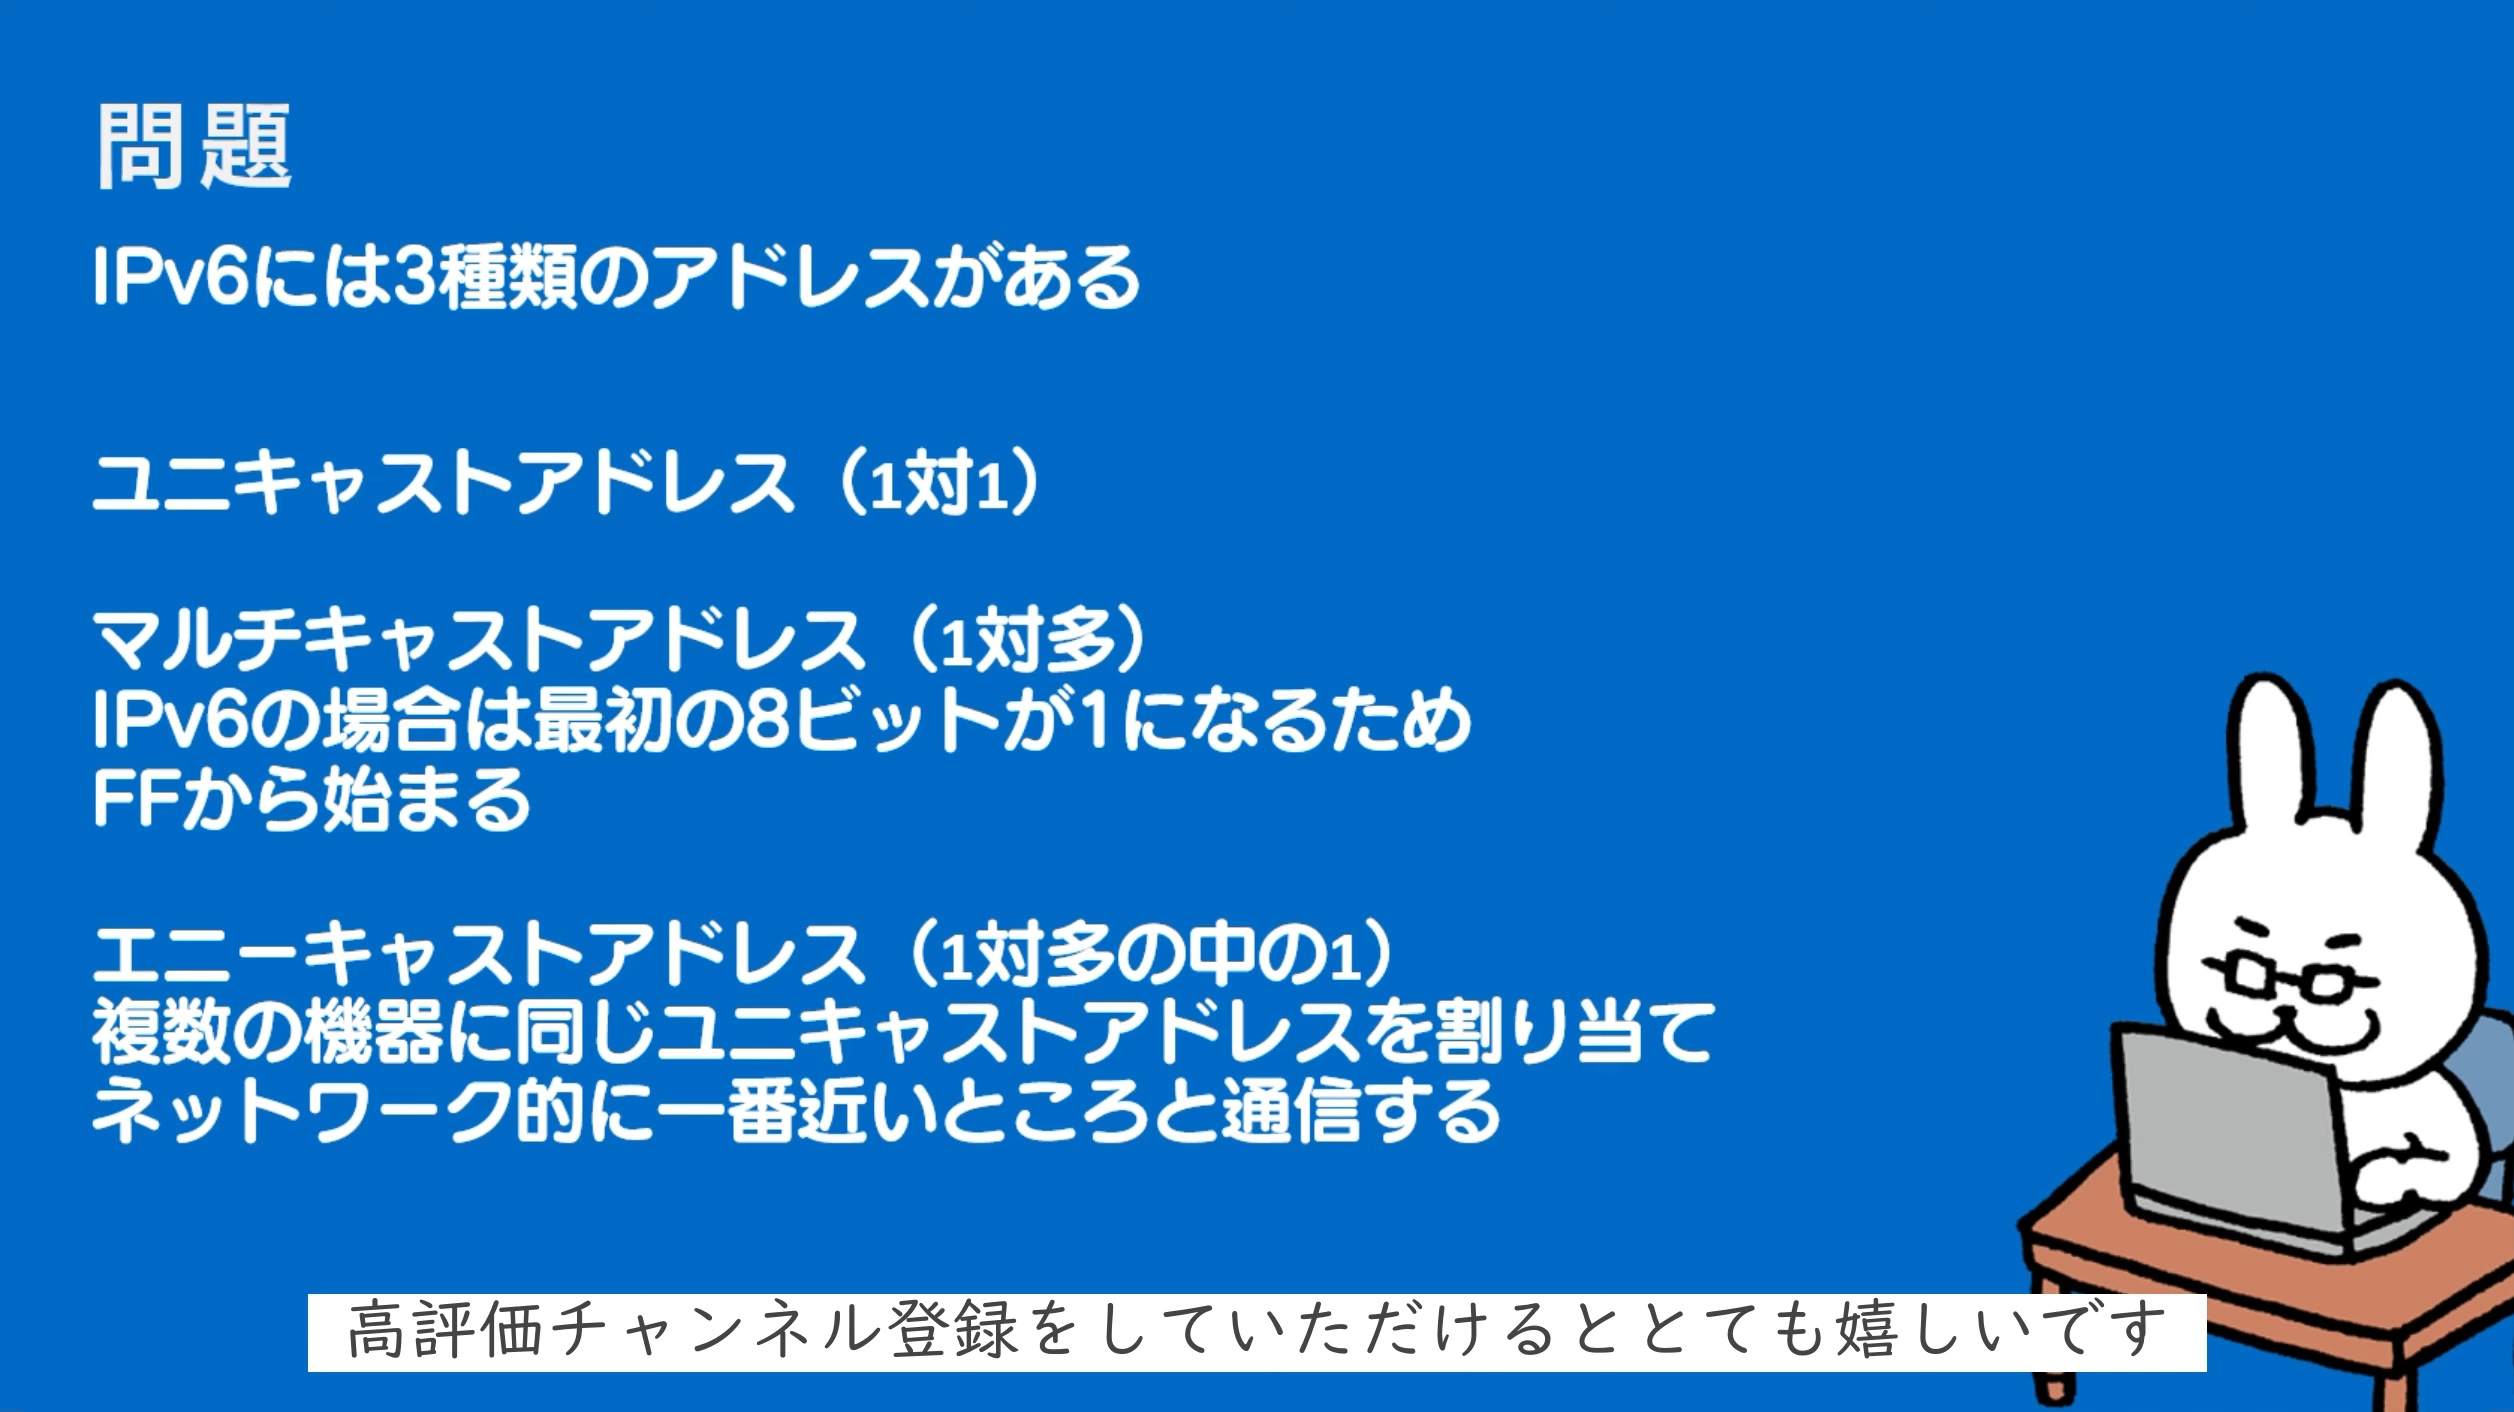 問題
IPv6には3種類のアドレスがある
ユニキャストアドレス（1対1）
マルチキャストアドレス（1対多）
IPv6の場合は最初の8ビットが1になるため
FFから始まる
エニーキャストアドレス（1対多の中の1）
複数の機器に同じユニキャストアドレスを割り当て
ネットワーク的に一番近いところと通信する
高評価チャンネル登録をしていただけるととても嬉しいです